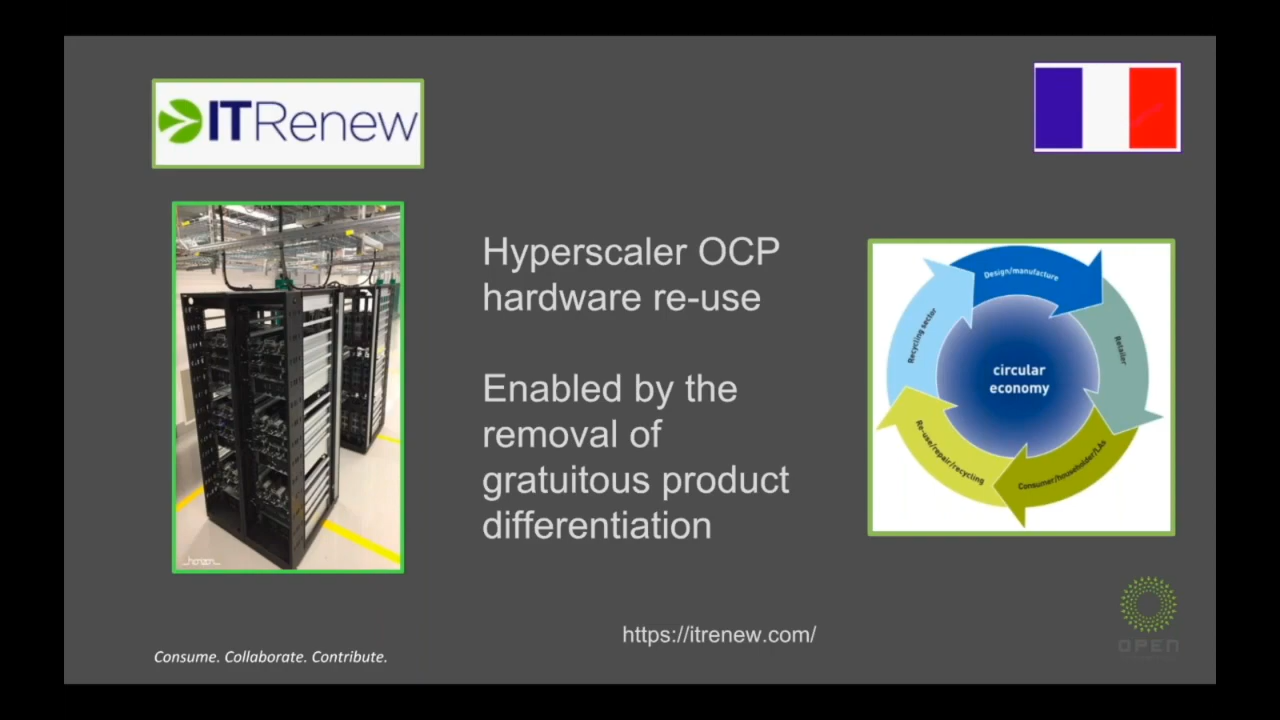 ITRenew
Hyperscaler OCP
hardware re-use
Enabled by the
removal of
gratuitous product
differentiation
Design/manufacture
Retailer
Consumer/householder/LAs
Re-use/repair/recycling
Recycling sector
circular
economy
https://itrenew.com/
Consume. Collaborate. Contribute.
OPEN